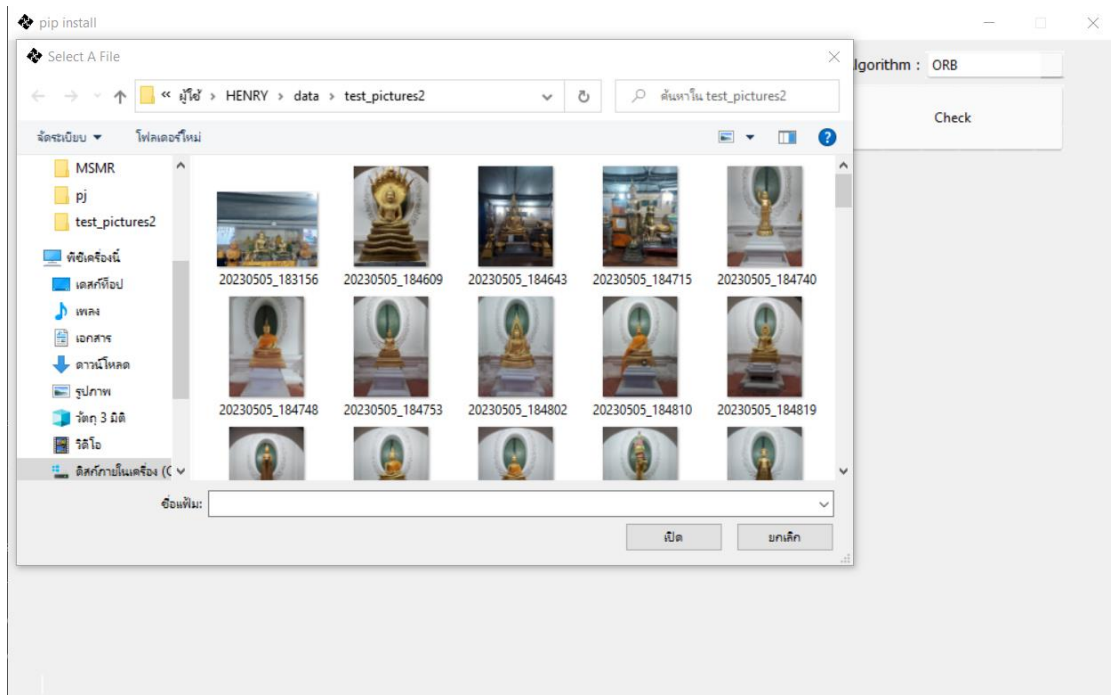 pip install
Select A File
« ผู้ใช้ › HENRY › data › test_pictures2
ค้นหาใน test_pictures2
lgorithm : ORB
Check
จัดระเบียบ
โฟลเดอร์ใหม่
MSMR
pj
test_pictures2
พีซีเครื่องนี้
เดสก์ท็อป
เพลง
เอกสาร
ดาวน์โหลด
รูปภาพ
วัตถุ 3 มิติ
วิดีโอ
ดิสก์ภายในเครื่อง (C
20230505_183156 20230505_184609 20230505_184643 20230505_184715 20230505_184740
20230505_184748 20230505_184753 20230505_184802 20230505_184810 20230505_184819
ชื่อแฟ้ม:
เปิด ยกเลิก